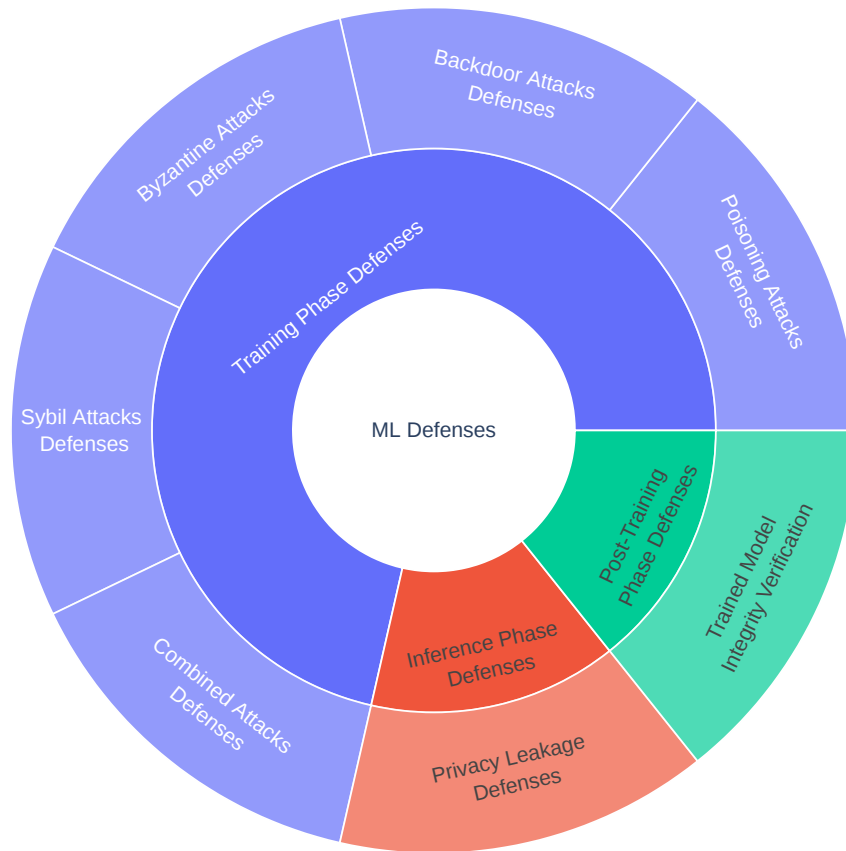 Backdoor Attacks
Defenses
Byzantine Attacks
Defenses
Poisoning Attacks
Defenses
Training Phase Defenses
Sybil Attacks
Defenses
ML Defenses
Post-Training
Phase Defenses
Trained Model
Integrity Verification
Inference Phase
Defenses
Combined Attacks
Defenses
Privacy Leakage
Defenses